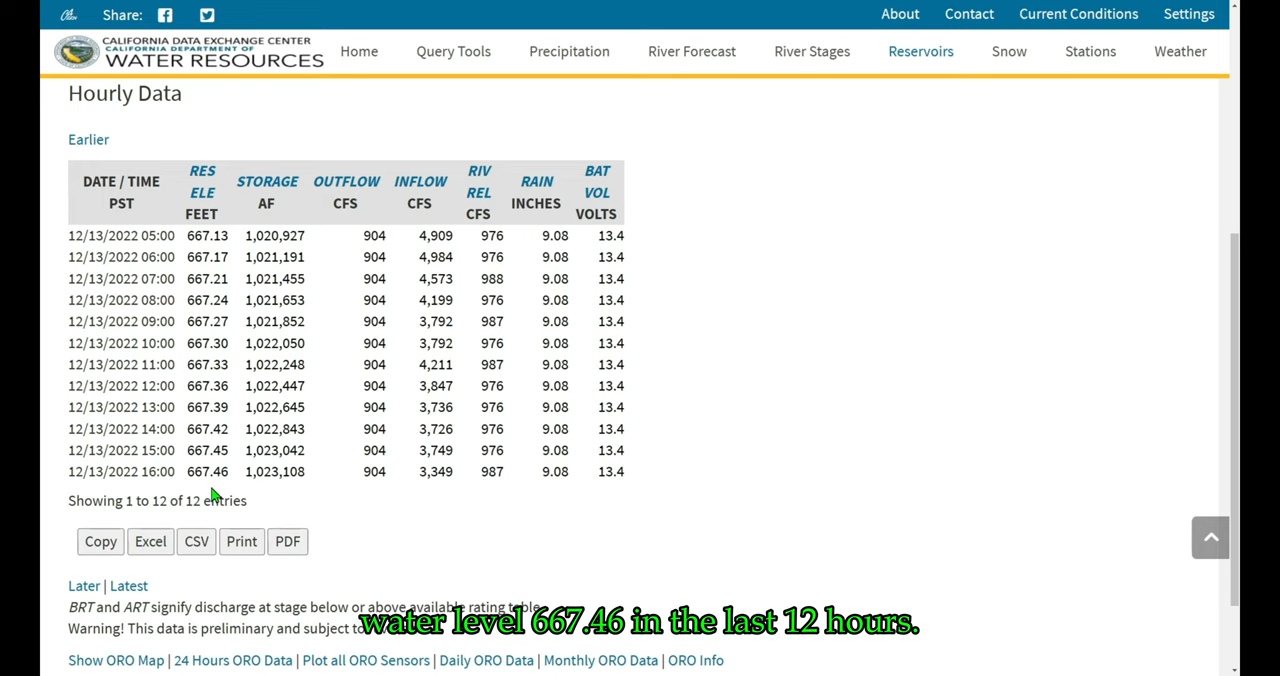 Share:
About Contact Current Conditions Settings
CALIFORNIA DATA EXCHANGE CENTER
CALIFORNIA DEPARTMENT OF
WATER RESOURCES
Home Query Tools Precipitation River Forecast River Stages Reservoirs Snow Stations Weather
Hourly Data
Earlier
DATE / TIME PST RES ELE FEET STORAGE AF OUTFLOW CFS INFLOW CFS RIV REL CFS RAIN INCHES BAT VOL VOLTS
12/13/2022 05:00 667.13 1,020,927 904 4,909 976 9.08 13.4
12/13/2022 06:00 667.17 1,021,191 904 4,984 976 9.08 13.4
12/13/2022 07:00 667.21 1,021,455 904 4,573 988 9.08 13.4
12/13/2022 08:00 667.24 1,021,653 904 4,199 976 9.08 13.4
12/13/2022 09:00 667.27 1,021,852 904 3,792 987 9.08 13.4
12/13/2022 10:00 667.30 1,022,050 904 3,792 976 9.08 13.4
12/13/2022 11:00 667.33 1,022,248 904 4,211 987 9.08 13.4
12/13/2022 12:00 667.36 1,022,447 904 3,847 976 9.08 13.4
12/13/2022 13:00 667.39 1,022,645 904 3,736 976 9.08 13.4
12/13/2022 14:00 667.42 1,022,843 904 3,726 976 9.08 13.4
12/13/2022 15:00 667.45 1,023,042 904 3,749 976 9.08 13.4
12/13/2022 16:00 667.46 1,023,108 904 3,349 987 9.08 13.4
Showing 1 to 12 of 12 entries
Copy Excel CSV Print PDF
Later | Latest
BRT and ART signify discharge at stage below or above available rating table.
Warning! This data is preliminary and subject to
water level 667.46 in the last 12 hours.
Show ORO Map | 24 Hours ORO Data | Plot all ORO Sensors | Daily ORO Data | Monthly ORO Data | ORO Info